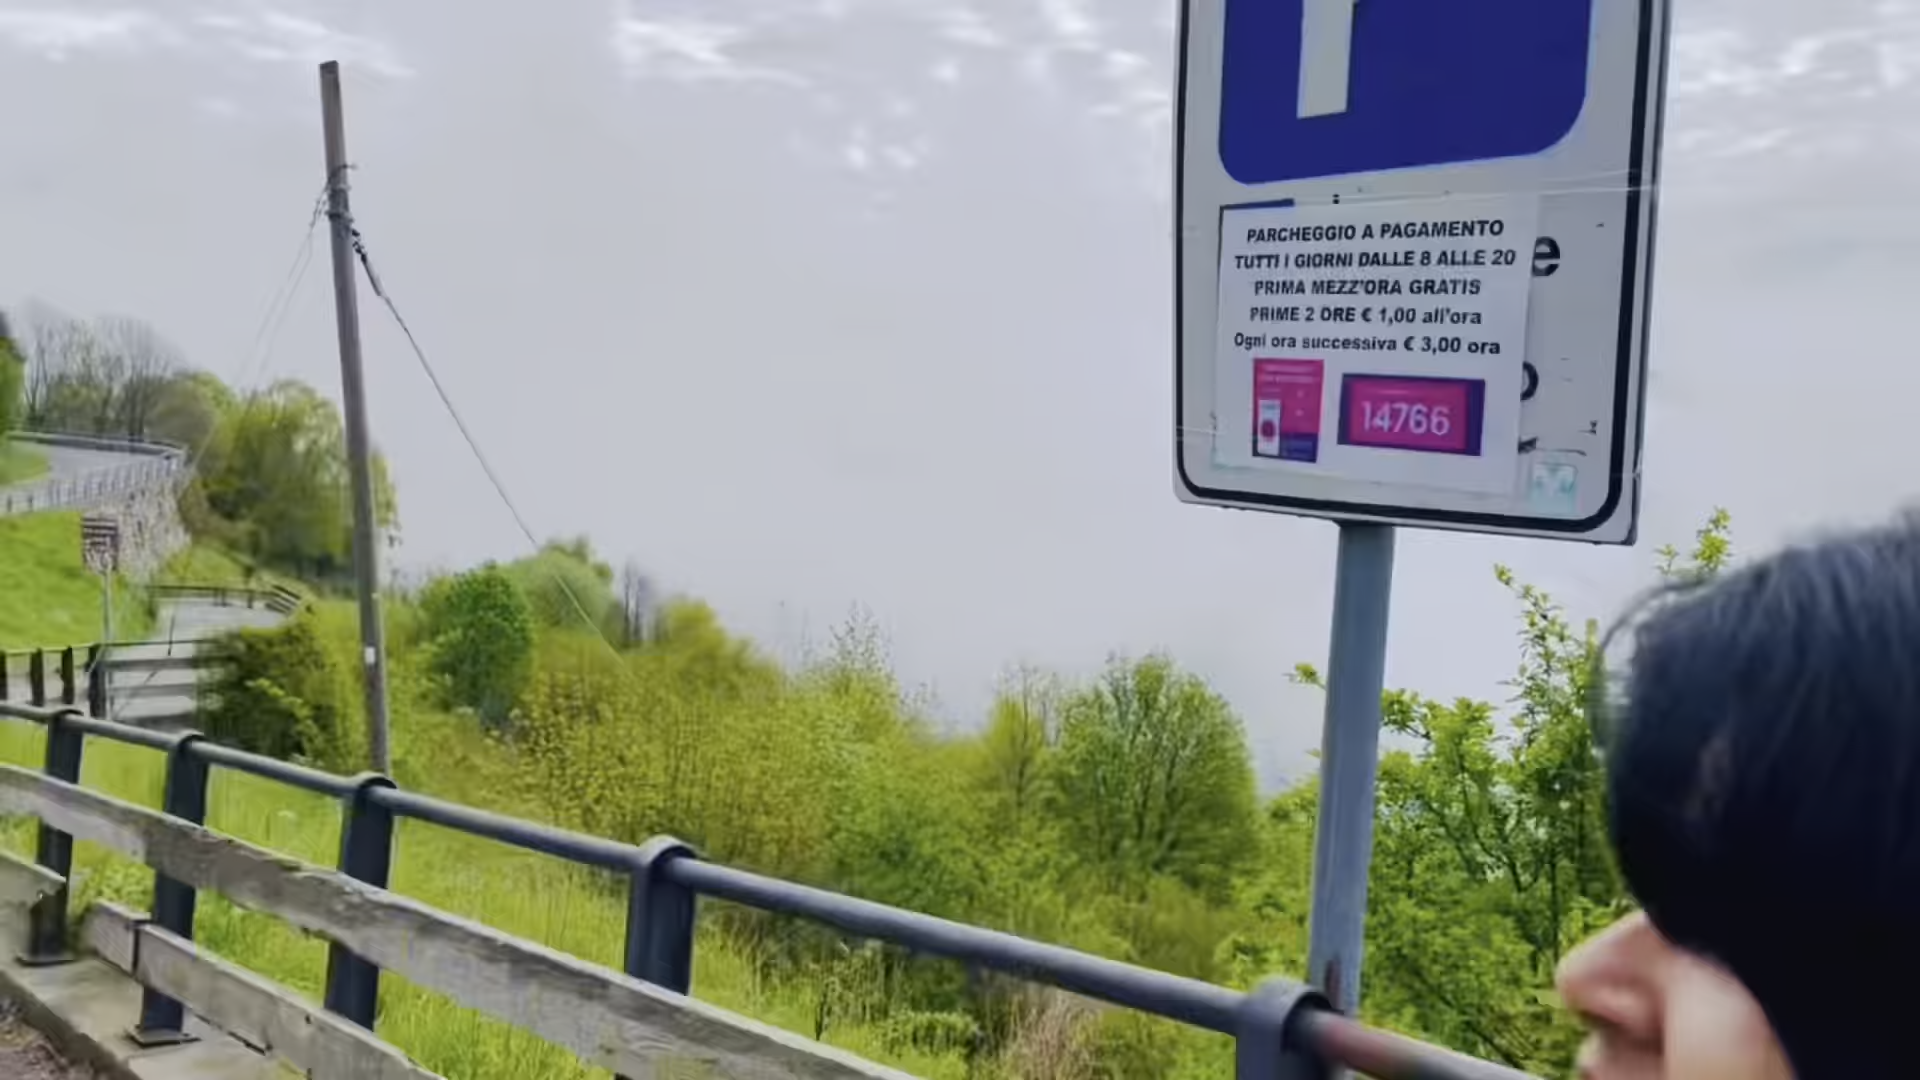 P
PARCHEGGIO A PAGAMENTO
TUTTI I GIORNI DALLE 8 ALLE 20
PRIMA MEZZ'ORA GRATIS
PRIME 2 ORE € 1,00 all'ora
Ogni ora successiva € 3,00 ora
14766